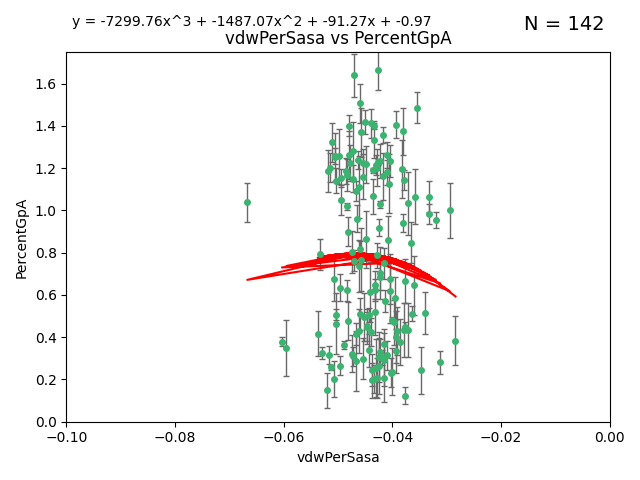 y = -7299.76x^3 + -1487.07x^2 + -91.27x + -0.97
N = 142
vdwPerSasa vs PercentGpA
PercentGpA
1.6
1.4
1.2
1.0
0.8
0.6
0.4
0.2
0.0
−0.10 −0.08 −0.06 −0.04 −0.02 0.00
vdwPerSasa